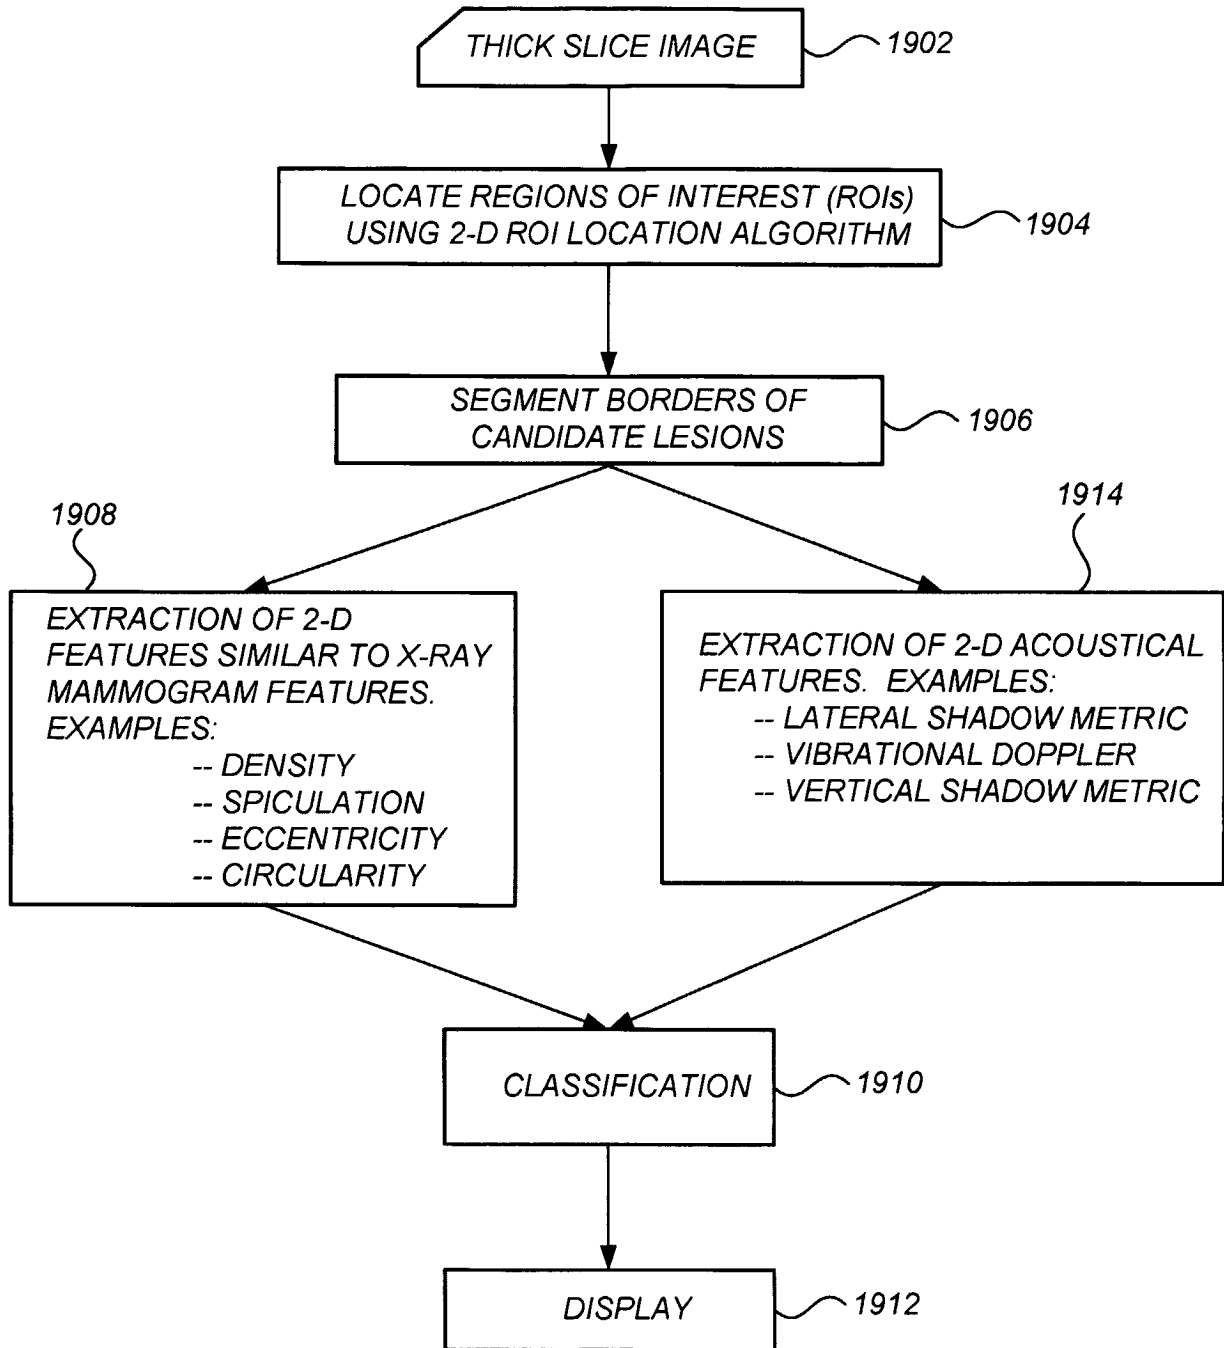 THICK SLICE IMAGE
1902
LOCATE REGIONS OF INTEREST (ROIs)
USING 2-D ROI LOCATION ALGORITHM
1904
SEGMENT BORDERS OF
CANDIDATE LESIONS
1906
1908
EXTRACTION OF 2-D
FEATURES SIMILAR TO X-RAY
MAMMOGRAM FEATURES.
EXAMPLES:
-- DENSITY
-- SPICULATION
-- ECCENTRICITY
-- CIRCULARITY
1914
EXTRACTION OF 2-D ACOUSTICAL
FEATURES. EXAMPLES:
-- LATERAL SHADOW METRIC
-- VIBRATIONAL DOPPLER
-- VERTICAL SHADOW METRIC
CLASSIFICATION
1910
DISPLAY
1912